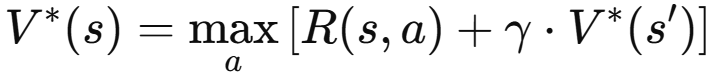 V*(s) = max_a [R(s, a) + γ · V*(s′)]